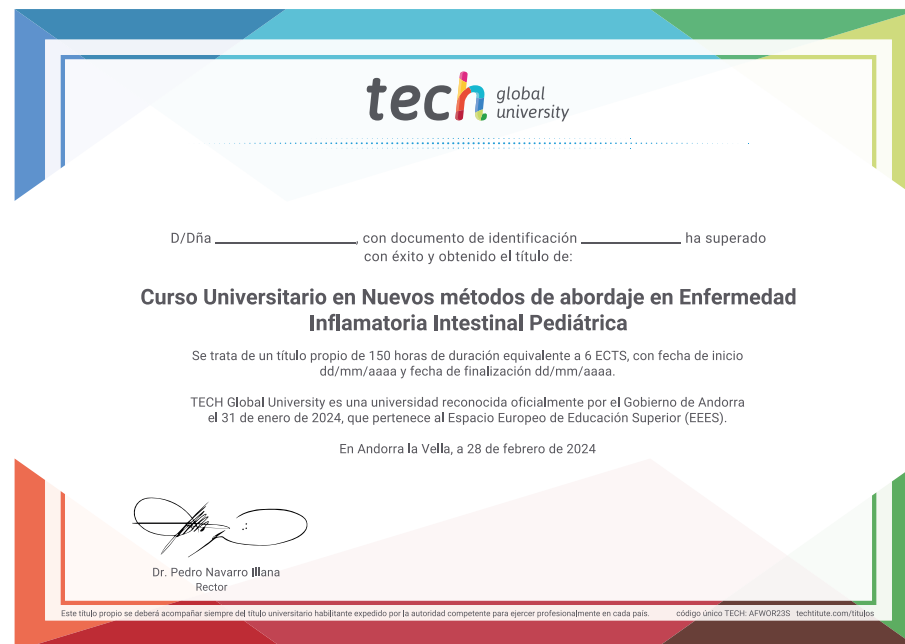 tech global university
D/Dña ______________, con documento de identificación __________ ha superado
con éxito y obtenido el título de:
Curso Universitario en Nuevos métodos de abordaje en Enfermedad
Inflamatoria Intestinal Pediátrica
Se trata de un título propio de 150 horas de duración equivalente a 6 ECTS, con fecha de inicio
dd/mm/aaaa y fecha de finalización dd/mm/aaaa.
TECH Global University es una universidad reconocida oficialmente por el Gobierno de Andorra
el 31 de enero de 2024, que pertenece al Espacio Europeo de Educación Superior (EEES).
En Andorra la Vella, a 28 de febrero de 2024
Dr. Pedro Navarro Illana
Rector
Este título propio se deberá acompañar siempre del título universitario habilitante expedido por la autoridad competente para ejercer profesionalmente en cada país. código único TECH: AFWOR23S techtitute.com/titulos